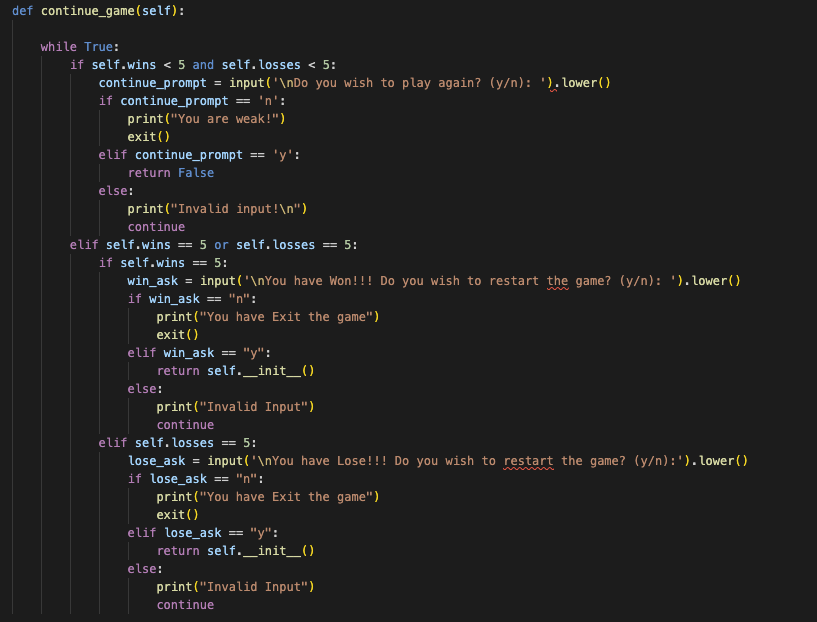 def continue_game(self):
while True:
if self.wins < 5 and self.losses < 5:
continue_prompt = input('\nDo you wish to play again? (y/n): ').lower()
if continue_prompt == 'n':
print("You are weak!")
exit()
elif continue_prompt == 'y':
return False
else:
print("Invalid input!\n")
continue
elif self.wins == 5 or self.losses == 5:
if self.wins == 5:
win_ask = input('\nYou have Won!!! Do you wish to restart the game? (y/n): ').lower()
if win_ask == "n":
print("You have Exit the game")
exit()
elif win_ask == "y":
return self.__init__()
else:
print("Invalid Input")
continue
elif self.losses == 5:
lose_ask = input('\nYou have Lose!!! Do you wish to restart the game? (y/n):').lower()
if lose_ask == "n":
print("You have Exit the game")
exit()
elif lose_ask == "y":
return self.__init__()
else:
print("Invalid Input")
continue